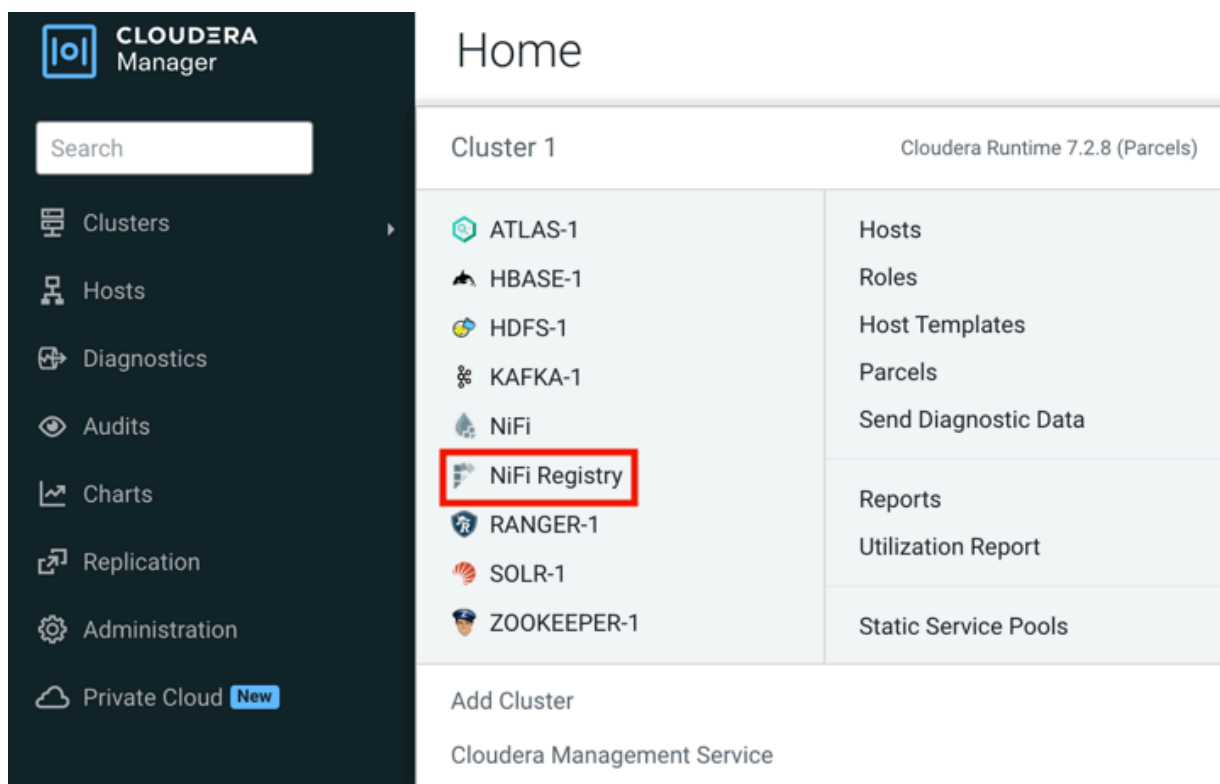 CLOUDERA
Manager
Search
Clusters
Hosts
Diagnostics
Audits
Charts
Replication
Administration
Private Cloud New
Home
Cluster 1
Cloudera Runtime 7.2.8 (Parcels)
ATLAS-1
HBASE-1
HDFS-1
KAFKA-1
NiFi
NiFi Registry
RANGER-1
SOLR-1
ZOOKEEPER-1
Hosts
Roles
Host Templates
Parcels
Send Diagnostic Data
Reports
Utilization Report
Static Service Pools
Add Cluster
Cloudera Management Service